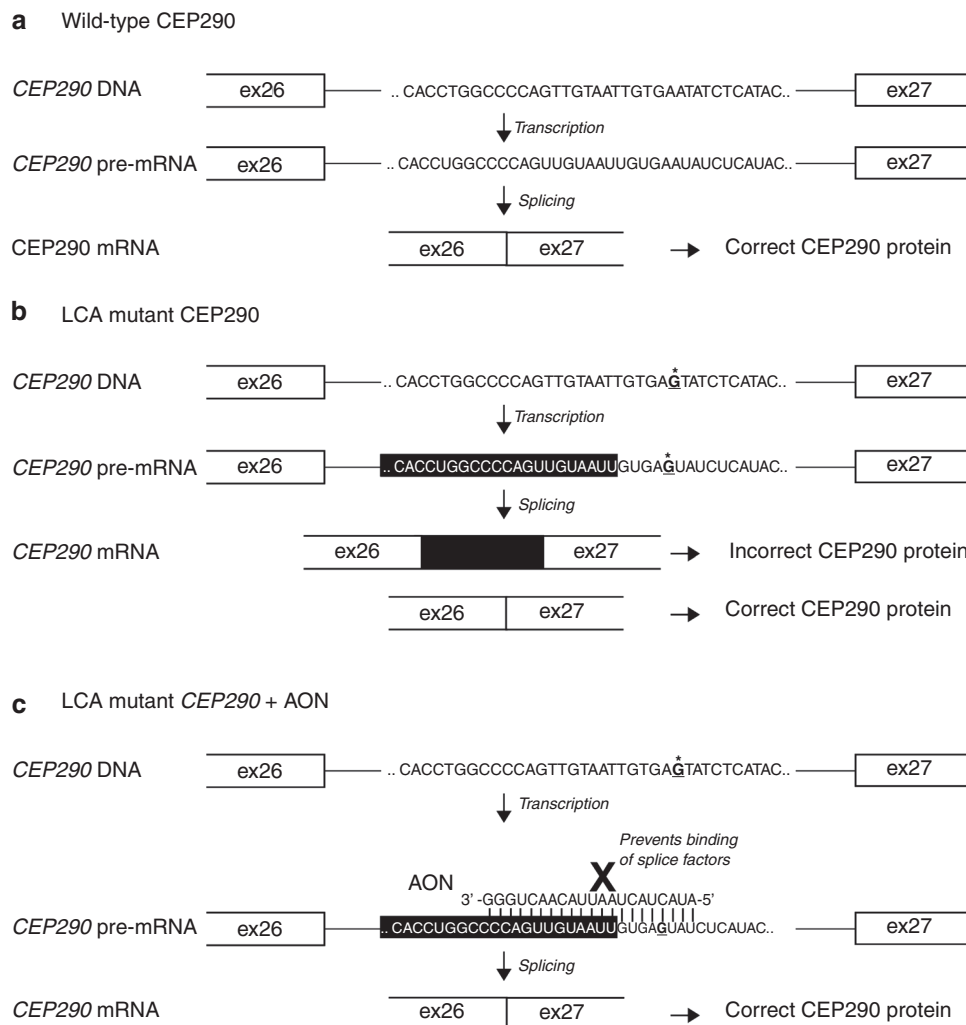 a Wild-type CEP290
CEP290 DNA ex26 .. CACCTGGCCCCAGTTGTAATTGTGAATATCTCATAC.. ex27
Transcription
CEP290 pre-mRNA ex26 .. CACCUGGCCCCAGUUGUAAUUGUGAAUAUCUCAUAC.. ex27
Splicing
CEP290 mRNA ex26 ex27 → Correct CEP290 protein
b LCA mutant CEP290
*
CEP290 DNA ex26 .. CACCTGGCCCCAGTTGTAATTGTGAGTATCTCATAC.. ex27
Transcription
*
CEP290 pre-mRNA ex26 .. CACCUGGCCCCAGUUGUAAUUGUGAGUAUCUCAUAC.. ex27
Splicing
CEP290 mRNA ex26 ex27 → Incorrect CEP290 protein
ex26 ex27 → Correct CEP290 protein
c LCA mutant CEP290 + AON
*
CEP290 DNA ex26 .. CACCTGGCCCCAGTTGTAATTGTGAGTATCTCATAC.. ex27
Transcription
Prevents binding
of splice factors
X
AON
3' -GGGUCAACAUUAAUCAUCAUA-5'
CEP290 pre-mRNA ex26 .. CACCUGGCCCCAGUUGUAAUUGUGAGUAUCUCAUAC.. ex27
Splicing
CEP290 mRNA ex26 ex27 → Correct CEP290 protein